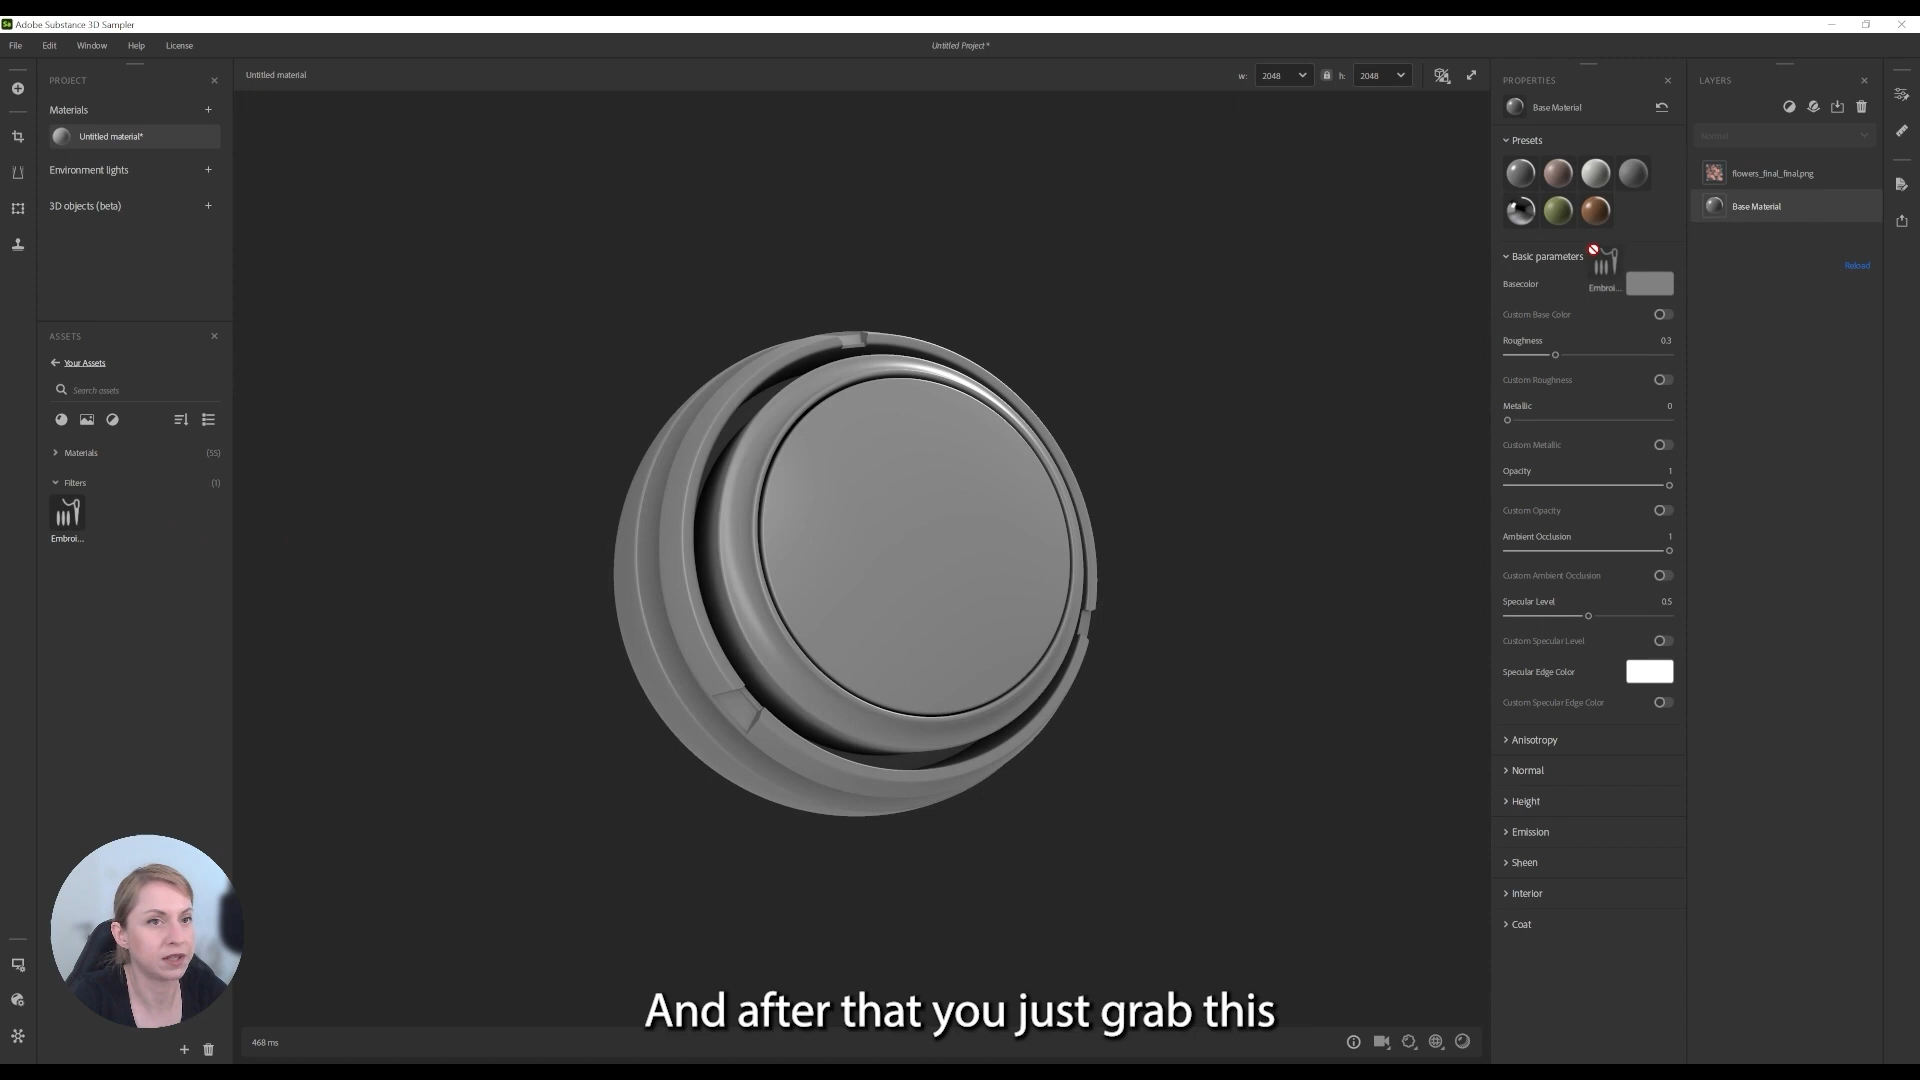 Adobe Substance 3D Sampler
File Edit Window Help License
Untitled Project *
PROJECT
Materials
Untitled material*
Environment lights
3D objects (beta)
ASSETS
Your Assets
Search assets
Materials (55)
Filters (1)
Embroi...
Untitled material
w: 2048 h: 2048
468 ms
And after that you just grab this
PROPERTIES
Base Material
Presets
Basic parameters
Basecolor
Embroi...
Custom Base Color
Roughness 0.3
Custom Roughness
Metallic 0
Custom Metallic
Opacity 1
Custom Opacity
Ambient Occlusion 1
Custom Ambient Occlusion
Specular Level 0.5
Custom Specular Level
Specular Edge Color
Custom Specular Edge Color
Anisotropy
Normal
Height
Emission
Sheen
Interior
Coat
LAYERS
Normal
flowers_final_final.png
Base Material
Reload